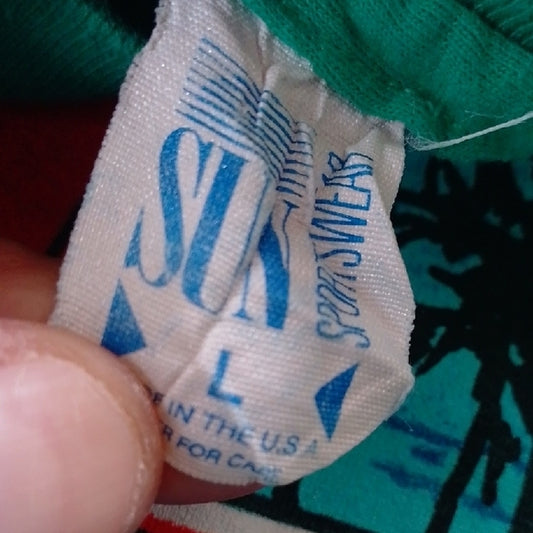 SUN
SPORTSWEAR
L
IN THE U.S.A
FOR CARE